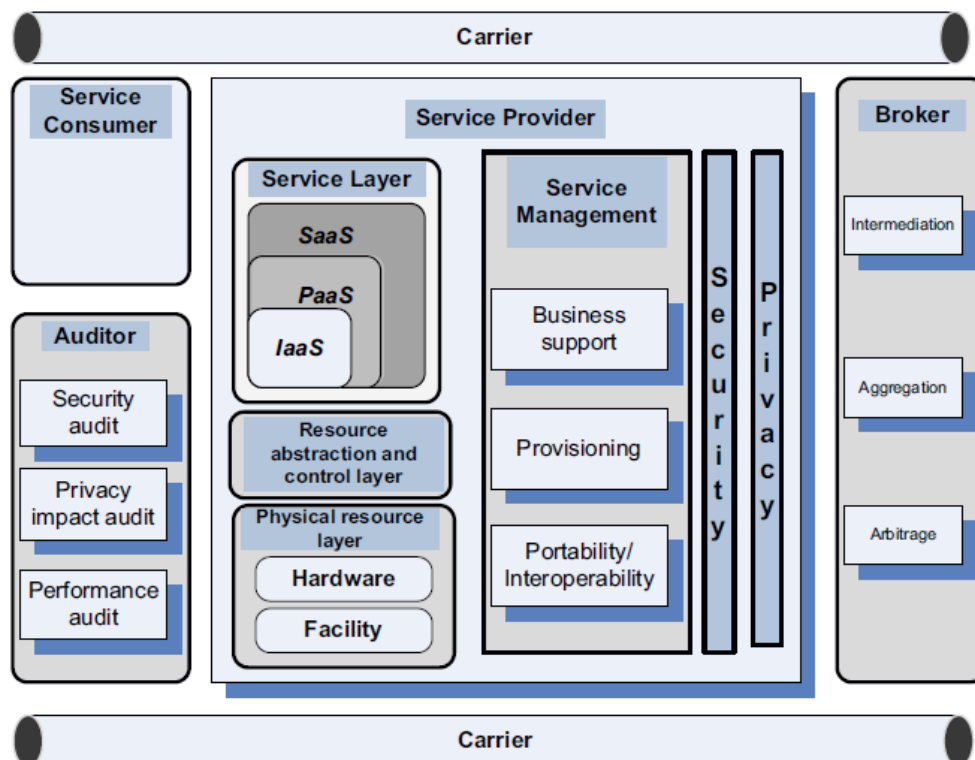 Carrier
Service
Consumer
Auditor
Security
audit
Privacy
impact audit
Performance
audit
Service Provider
Service Layer
SaaS
PaaS
IaaS
Resource
abstraction and
control layer
Physical resource
layer
Hardware
Facility
Service
Management
Business
support
Provisioning
Portability/
Interoperability
Security
Privacy
Broker
Intermediation
Aggregation
Arbitrage
Carrier